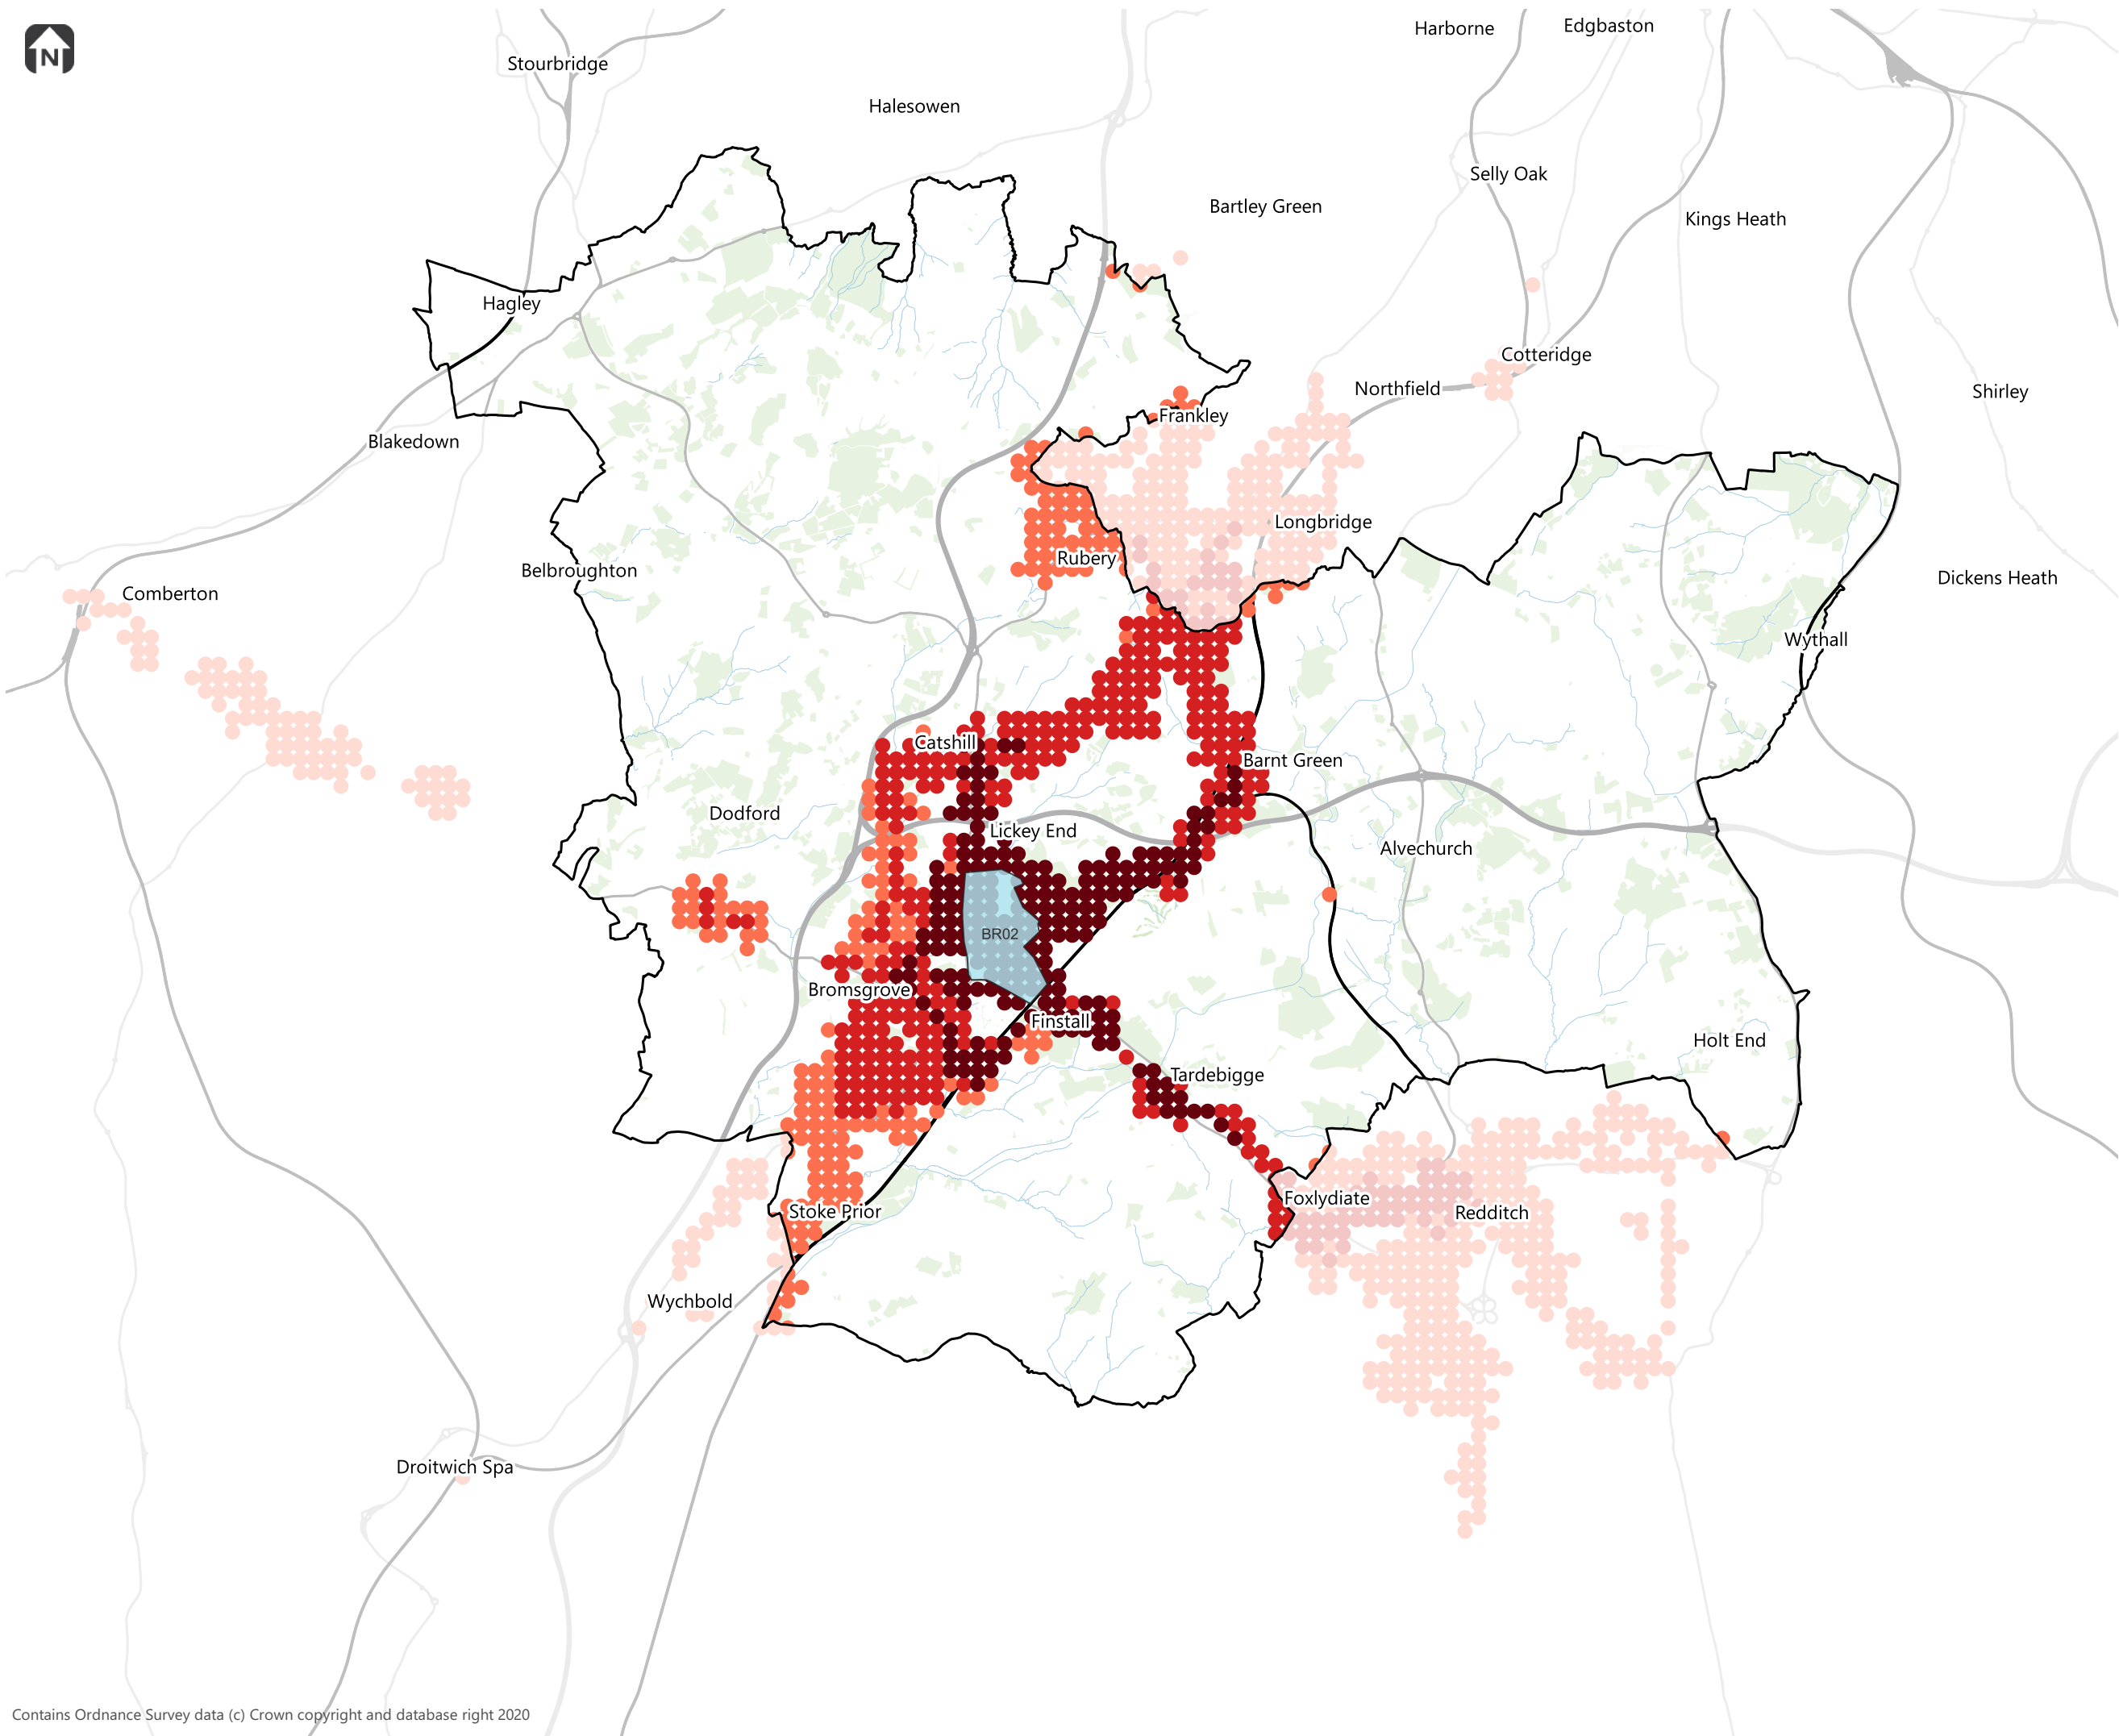 Harborne
Edgbaston
N
Stourbridge
Halesowen
Selly Oak
Bartley Green
Kings Heath
Hagley
Cotteridge
Northfield
Shirley
Frankley
Blakedown
Longbridge
Rubery
Belbroughton
Dickens Heath
Comberton
Wythall
Catshill
Barnt Green
Dodford
Lickey End
Alvechurch
BR02
Bromsgrove
Finstall
Holt End
Tardebigge
Foxlydiate
Stoke Prior
Redditch
Wychbold
Droitwich Spa
Contains Ordnance Survey data (c) Crown copyright and database right 2020